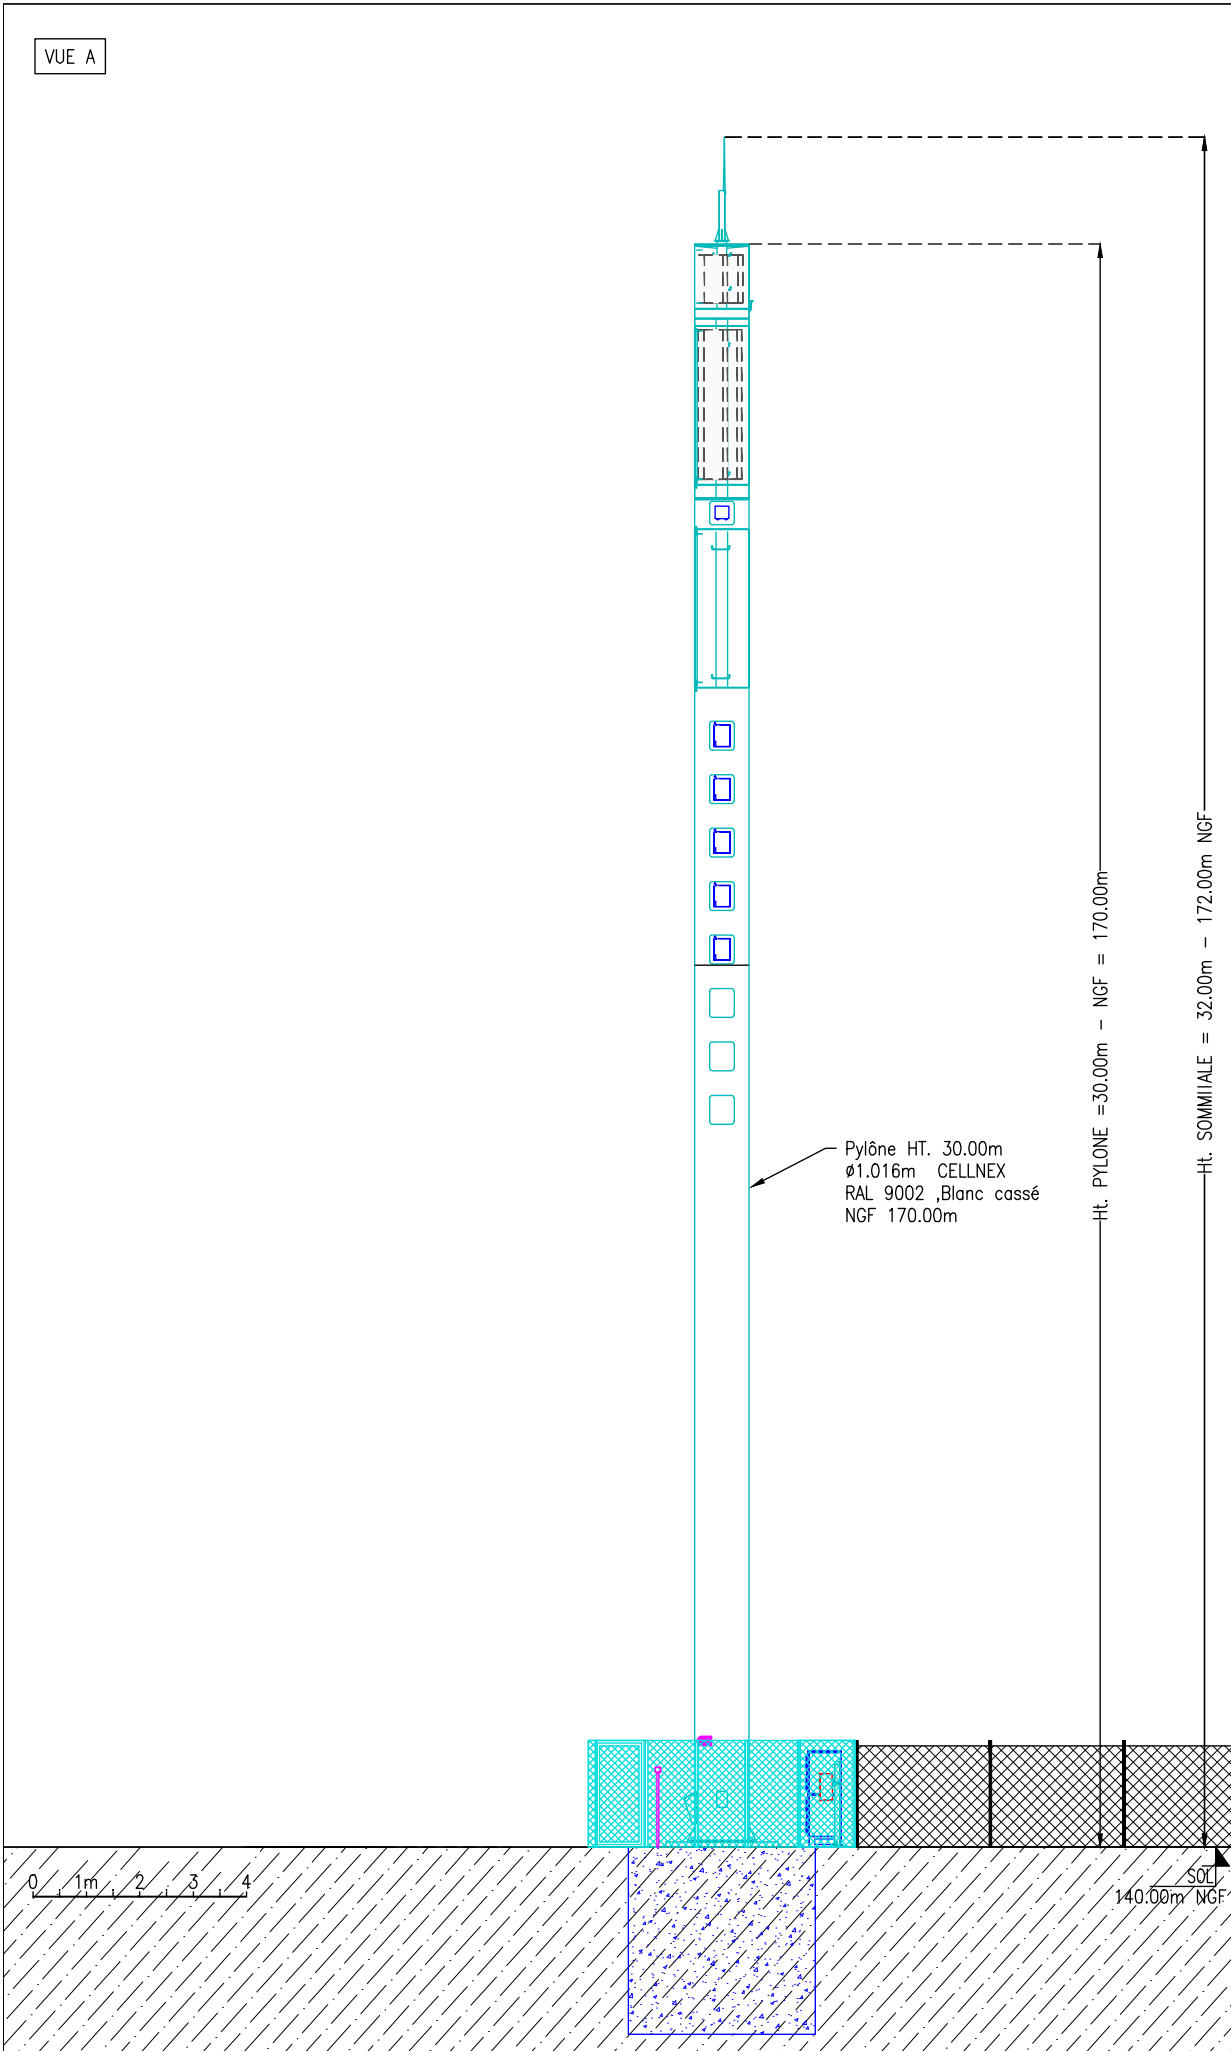 VUE A
Ht. PYLONE =30.00m - NGF = 170.00m
Ht. SOMMIALE = 32.00m - 172.00m NGF
Pylône HT. 30.00m
ø1.016m CELLNEX
RAL 9002 ,Blanc cassé
NGF 170.00m
0 1m 2 3 4
SOL
140.00m NGF